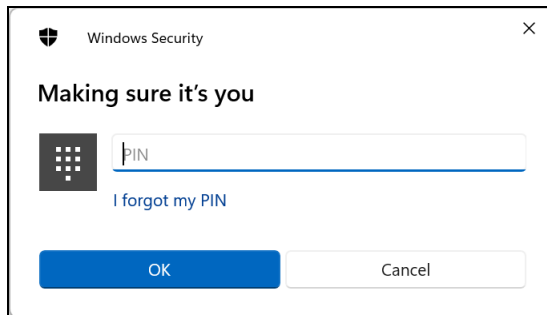 Windows Security
Making sure it’s you
PIN
I forgot my PIN
OK
Cancel